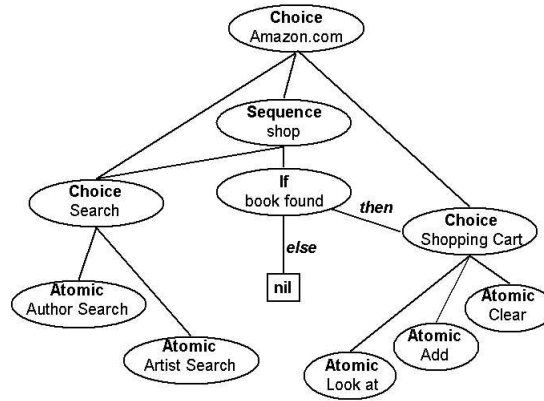 Choice
Amazon.com
Sequence
shop
Choice
Search
If
book found
then
Choice
Shopping Cart
else
nil
Atomic
Author Search
Atomic
Artist Search
Atomic
Look at
Atomic
Add
Atomic
Clear